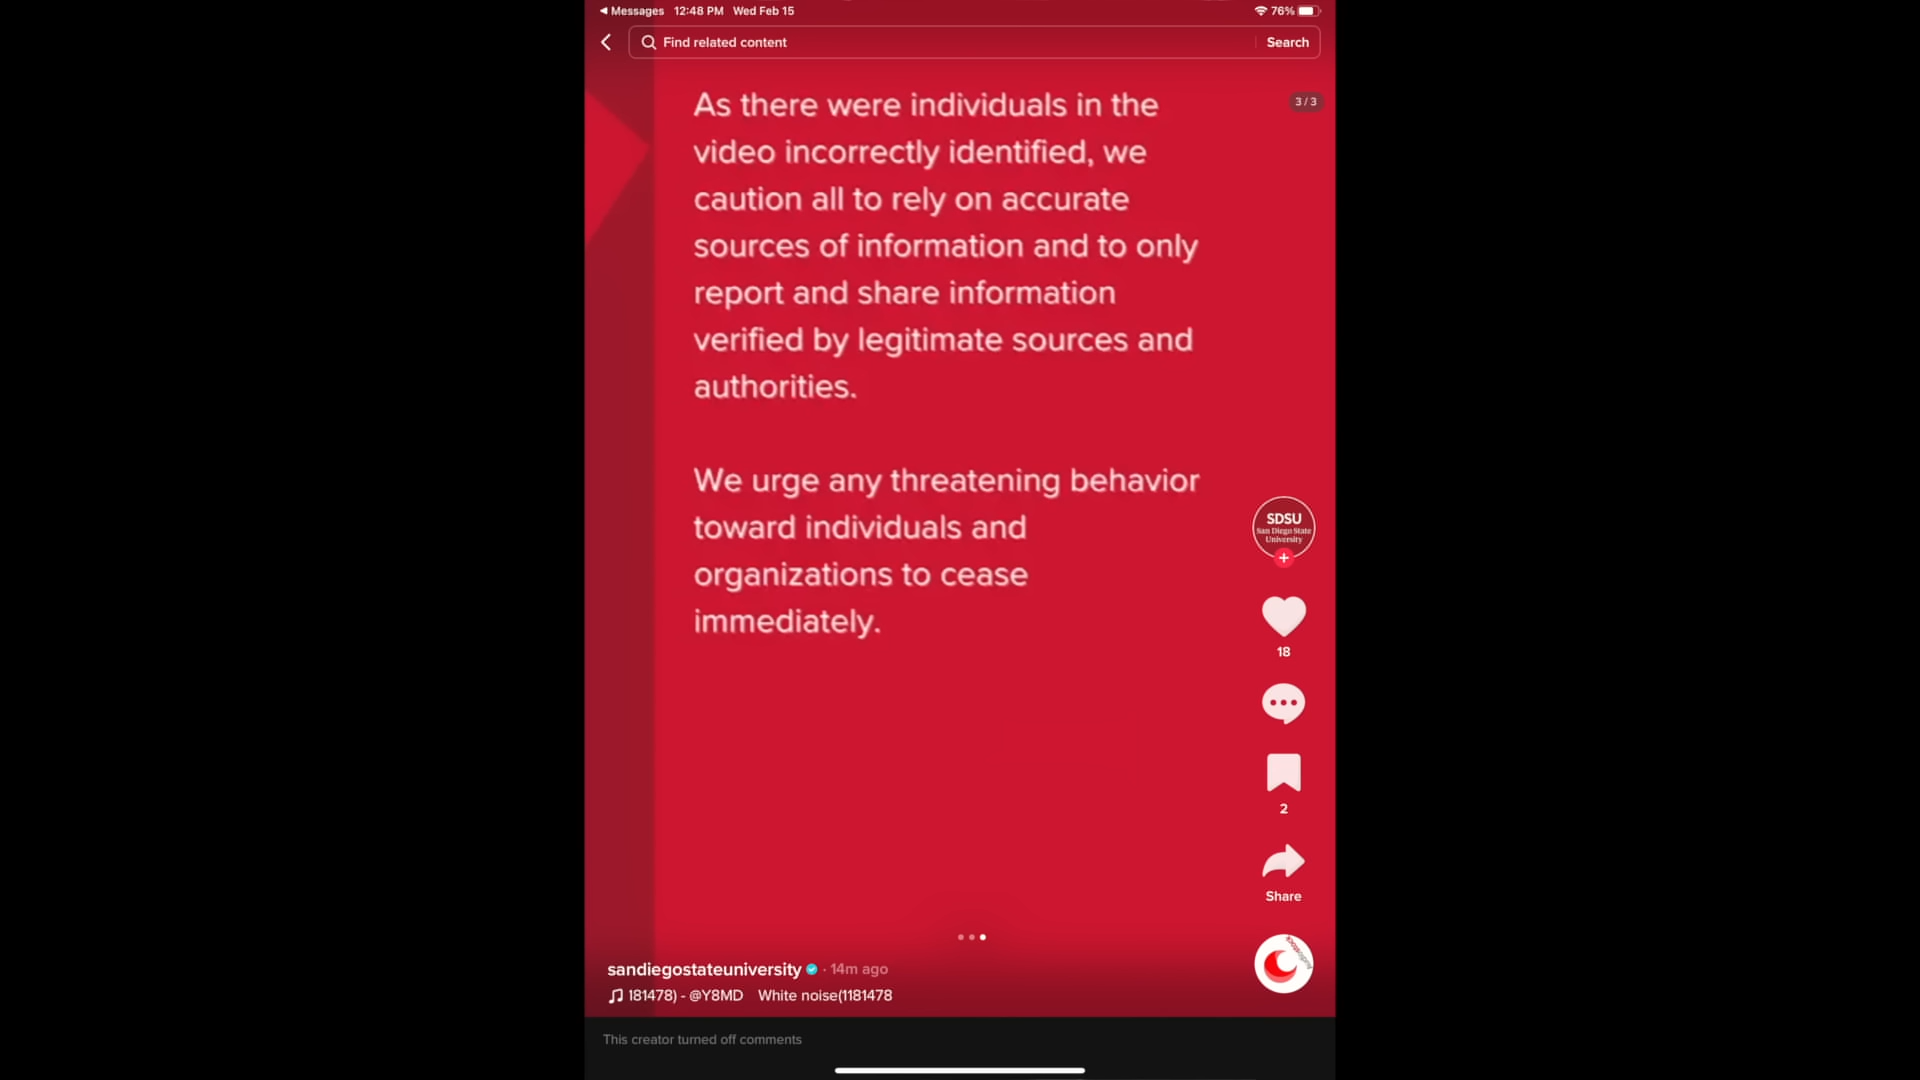 Messages 12:48 PM Wed Feb 15 76%
Find related content Search
3/3
As there were individuals in the
video incorrectly identified, we
caution all to rely on accurate
sources of information and to only
report and share information
verified by legitimate sources and
authorities.
We urge any threatening behavior
toward individuals and
organizations to cease
immediately.
SDSU
San Diego State
University
18
2
Share
sandiegostateuniversity · 14m ago
181478) - @Y8MD White noise(1181478
This creator turned off comments